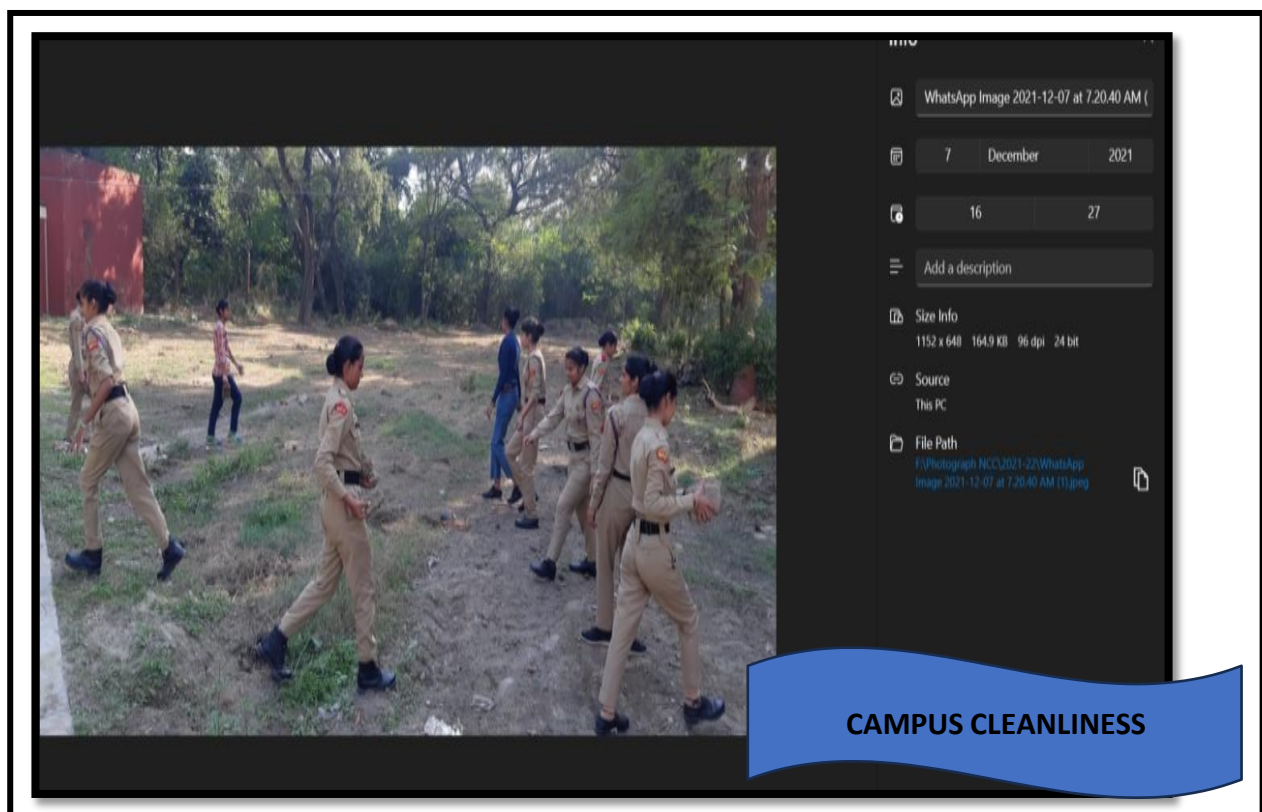 Info
WhatsApp Image 2021-12-07 at 7.20.40 AM (
7 December 2021
16 27
Add a description
Size Info
1152 x 648 164.9 KB 96 dpi 24 bit
Source
This PC
File Path
F:\Photograph NCC\2021-22\WhatsApp
Image 2021-12-07 at 7.20.40 AM (1).jpeg
CAMPUS CLEANLINESS